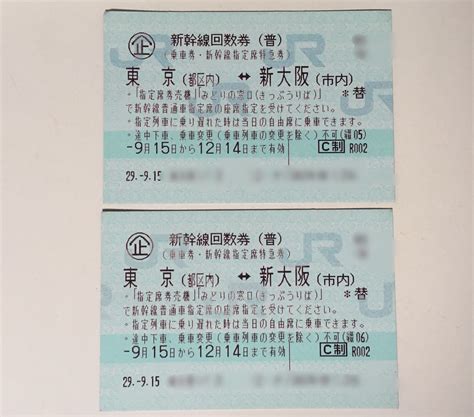 企 新幹線回数券 (普)
(乗車券・新幹線指定席特急券)
東 京(都区内) ↔ 新大阪(市内)
・「指定席券売機」「みどりの窓口(きっぷうりば)」 *替
で新幹線普通車指定席の座席指定を受けてください。
・指定列車に乗り遅れた時は当日の自由席に乗車できます。
・途中下車、乗車変更(乗車列車の変更を除く)不可
-9月15日から12月14日まで有効 C制 R002
29.-9.15
企 新幹線回数券 (普)
(乗車券・新幹線指定席特急券)
東 京(都区内) ↔ 新大阪(市内)
・「指定席券売機」「みどりの窓口(きっぷうりば)」 *替
で新幹線普通車指定席の座席指定を受けてください。
・指定列車に乗り遅れた時は当日の自由席に乗車できます。
・途中下車、乗車変更(乗車列車の変更を除く)不可
-9月15日から12月14日まで有効 C制 R002
29.-9.15